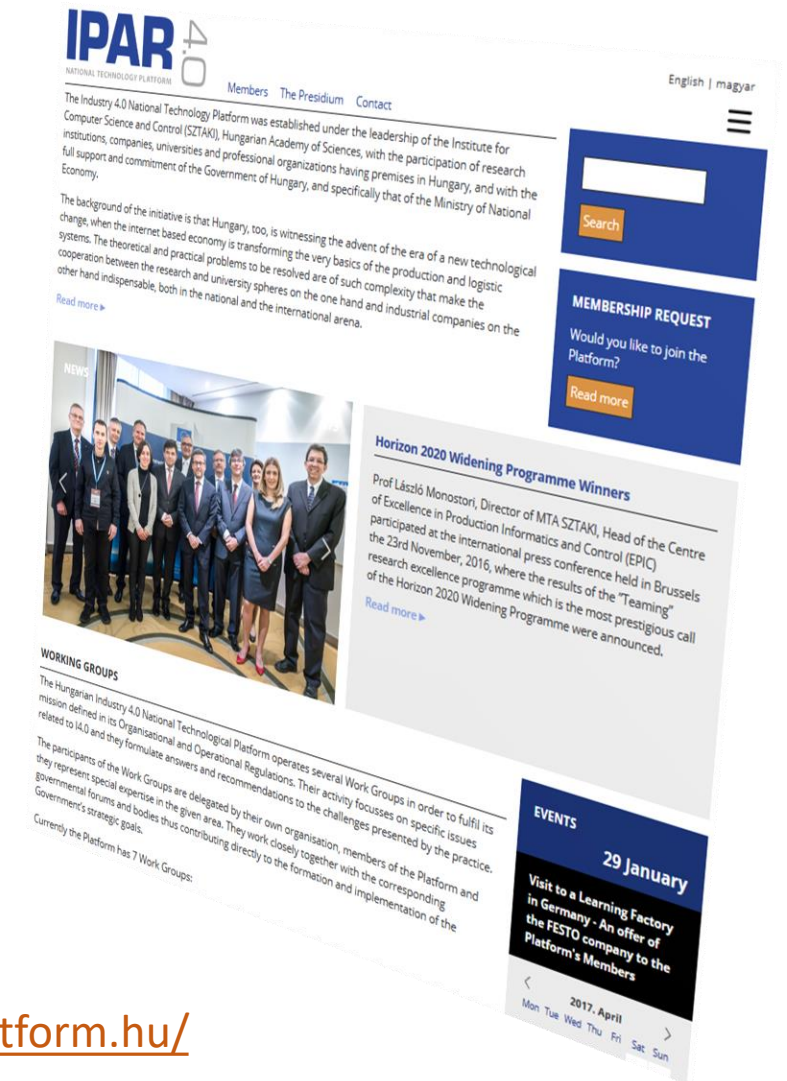 IPAR 4.0
NATIONAL TECHNOLOGY PLATFORM
Members The Presidium Contact
English | magyar
The Industry 4.0 National Technology Platform was established under the leadership of the Institute for
Computer Science and Control (SZTAKI), Hungarian Academy of Sciences, with the participation of research
institutions, companies, universities and professional organizations having premises in Hungary, and with the
full support and commitment of the Government of Hungary, and specifically that of the Ministry of National
Economy.
The background of the initiative is that Hungary, too, is witnessing the advent of the era of a new technological
change, when the internet based economy is transforming the very basics of the production and logistic
systems. The theoretical and practical problems to be resolved are of such complexity that make the
cooperation between the research and university spheres on the one hand and industrial companies on the
other hand indispensable, both in the national and the international arena.
Read more ▸
Search
MEMBERSHIP REQUEST
Would you like to join the
Platform?
Read more
NEWS
Horizon 2020 Widening Programme Winners
Prof László Monostori, Director of MTA SZTAKI, Head of the Centre
of Excellence in Production Informatics and Control (EPIC)
participated at the international press conference held in Brussels
the 23rd November, 2016, where the results of the "Teaming"
research excellence programme which is the most prestigious call
of the Horizon 2020 Widening Programme were announced.
Read more ▸
WORKING GROUPS
The Hungarian Industry 4.0 National Technological Platform operates several Work Groups in order to fulfil its
mission defined in its Organisational and Operational Regulations. Their activity focusses on specific issues
related to I4.0 and they formulate answers and recommendations to the challenges presented by the practice.
The participants of the Work Groups are delegated by their own organisation, members of the Platform and
they represent special expertise in the given area. They work closely together with the corresponding
governmental forums and bodies thus contributing directly to the formation and implementation of the
Government's strategic goals.
Currently the Platform has 7 Work Groups:
EVENTS
29 January
Visit to a Learning Factory
in Germany - An offer of
the FESTO company to the
Platform's Members
< 2017. April >
Mon Tue Wed Thu Fri Sat Sun
tform.hu/